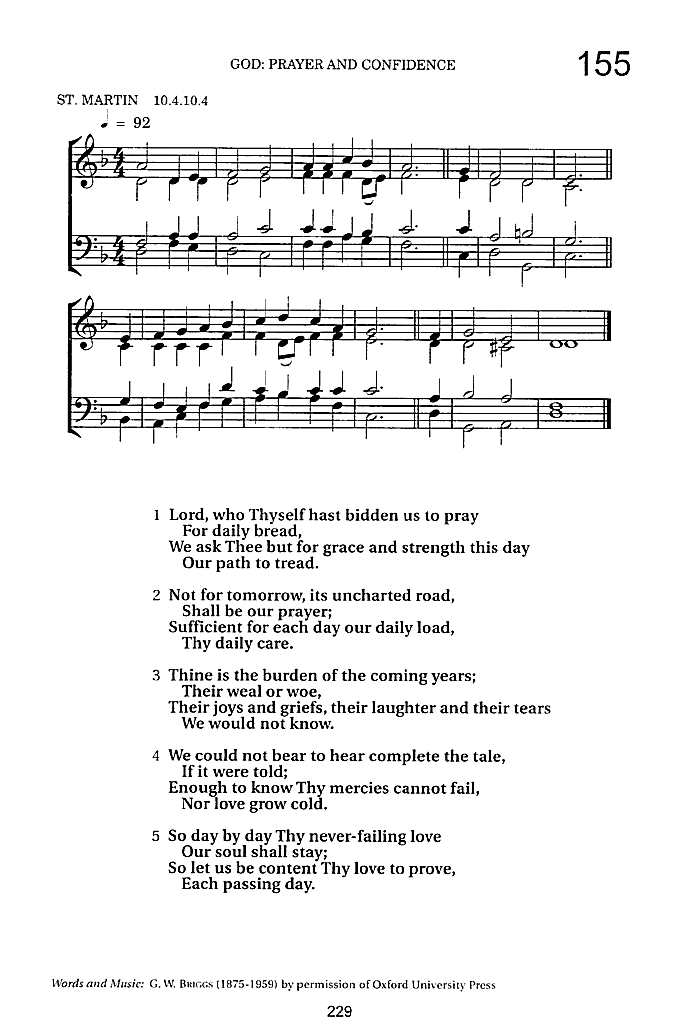 GOD: PRAYER AND CONFIDENCE
155
ST. MARTIN 10.4.10.4
♩ = 92
1 Lord, who Thyself hast bidden us to pray
For daily bread,
We ask Thee but for grace and strength this day
Our path to tread.
2 Not for tomorrow, its uncharted road,
Shall be our prayer;
Sufficient for each day our daily load,
Thy daily care.
3 Thine is the burden of the coming years;
Their weal or woe,
Their joys and griefs, their laughter and their tears
We would not know.
4 We could not bear to hear complete the tale,
If it were told;
Enough to know Thy mercies cannot fail,
Nor love grow cold.
5 So day by day Thy never-failing love
Our soul shall stay;
So let us be content Thy love to prove,
Each passing day.
Words and Music: G. W. BRIGGS (1875-1959) by permission of Oxford University Press
229